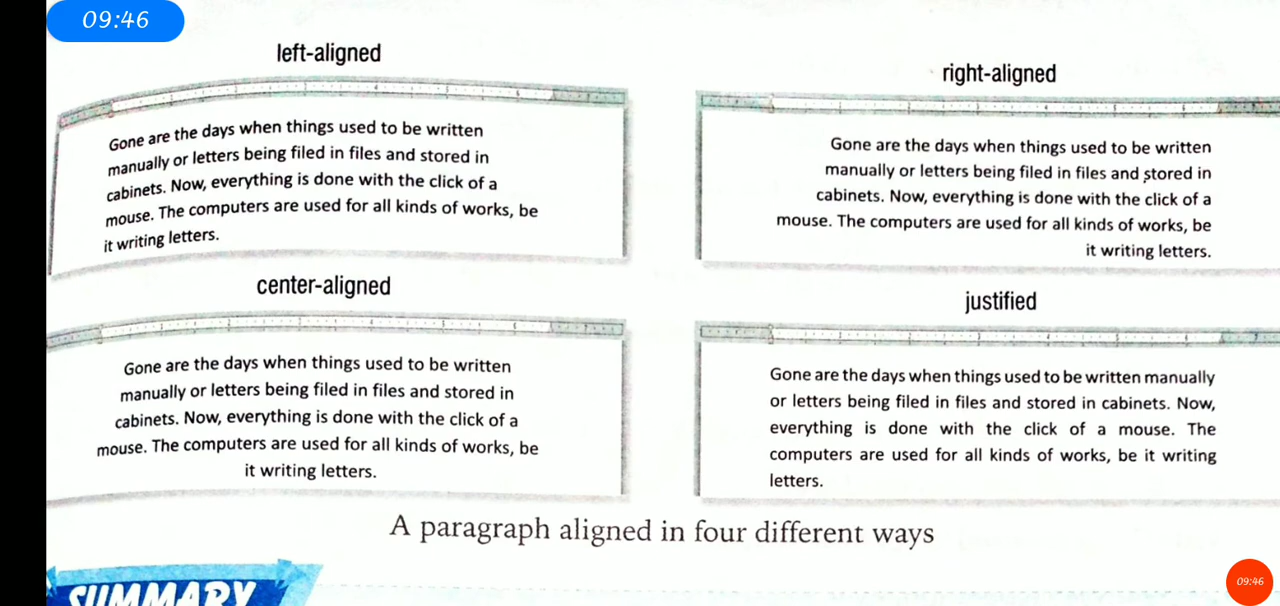 09:46
left-aligned
Gone are the days when things used to be written
manually or letters being filed in files and stored in
cabinets. Now, everything is done with the click of a
mouse. The computers are used for all kinds of works, be
it writing letters.
right-aligned
Gone are the days when things used to be written
manually or letters being filed in files and stored in
cabinets. Now, everything is done with the click of a
mouse. The computers are used for all kinds of works, be
it writing letters.
center-aligned
Gone are the days when things used to be written
manually or letters being filed in files and stored in
cabinets. Now, everything is done with the click of a
mouse. The computers are used for all kinds of works, be
it writing letters.
justified
Gone are the days when things used to be written manually
or letters being filed in files and stored in cabinets. Now,
everything is done with the click of a mouse. The
computers are used for all kinds of works, be it writing
letters.
A paragraph aligned in four different ways
SUMMARY
09:46